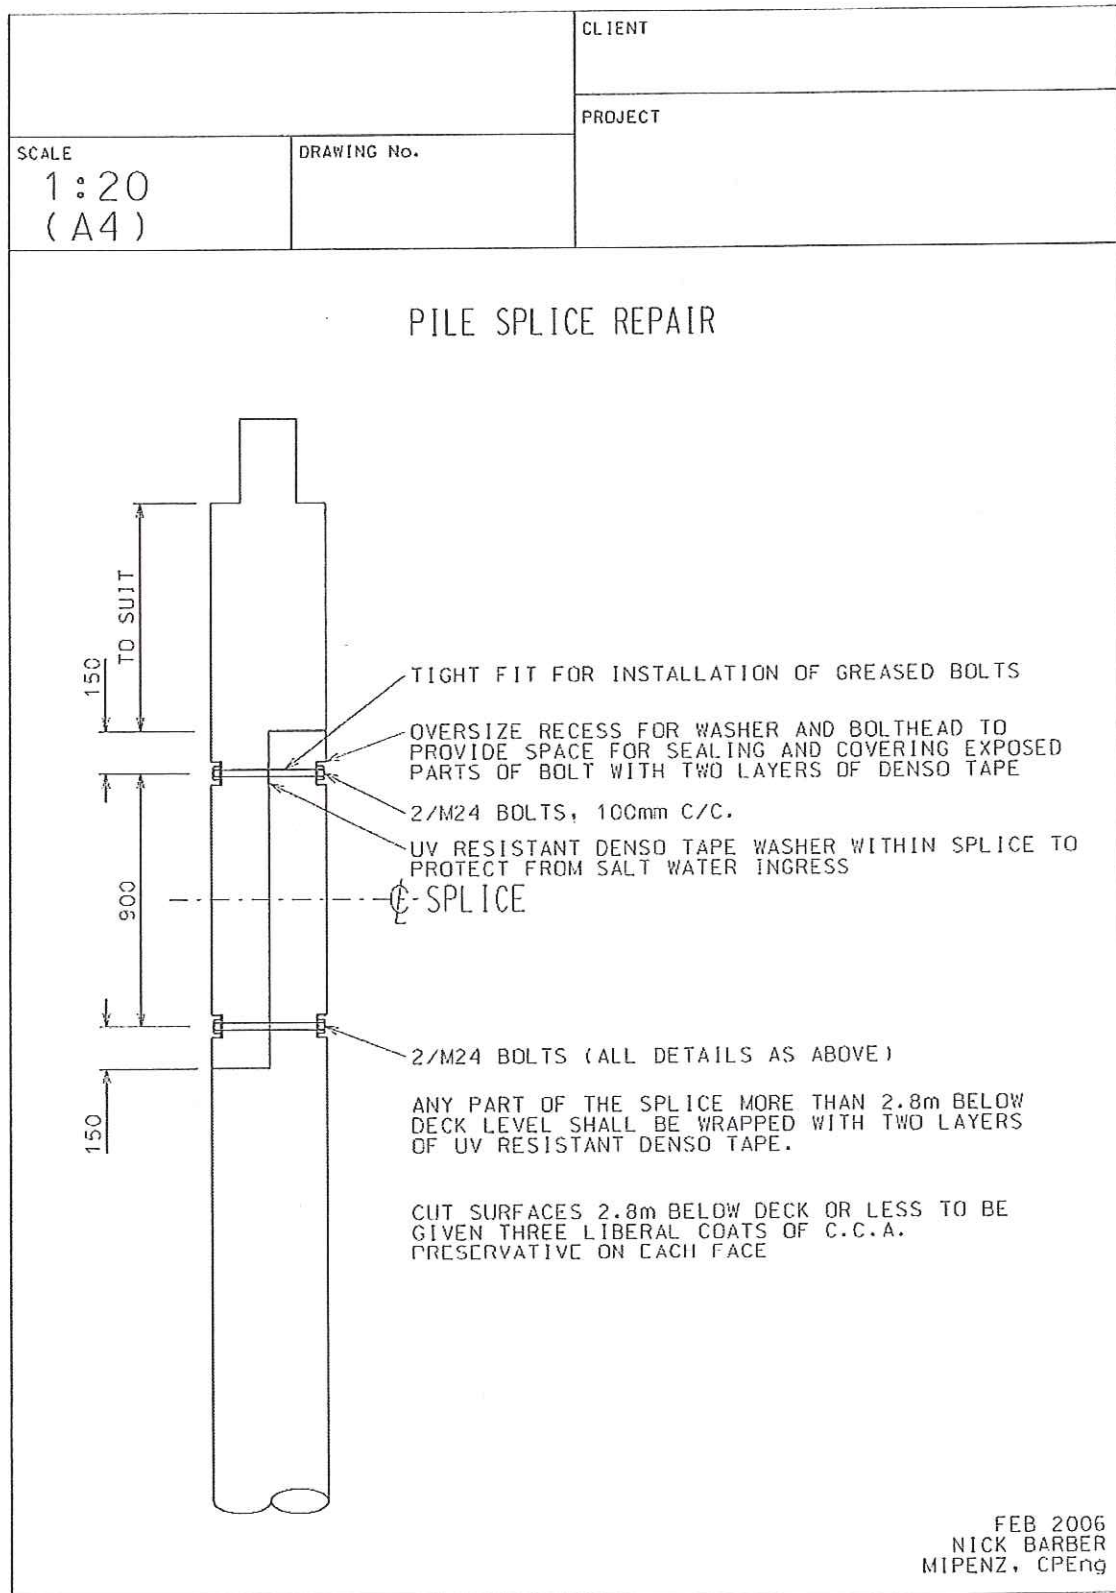 CLIENT
PROJECT
SCALE
1:20
(A4)
DRAWING No.
PILE SPLICE REPAIR
TO SUIT
150
TIGHT FIT FOR INSTALLATION OF GREASED BOLTS
OVERSIZE RECESS FOR WASHER AND BOLTHEAD TO
PROVIDE SPACE FOR SEALING AND COVERING EXPOSED
PARTS OF BOLT WITH TWO LAYERS OF DENSO TAPE
2/M24 BOLTS, 100mm C/C.
UV RESISTANT DENSO TAPE WASHER WITHIN SPLICE TO
PROTECT FROM SALT WATER INGRESS
900
℄ SPLICE
2/M24 BOLTS (ALL DETAILS AS ABOVE)
150
ANY PART OF THE SPLICE MORE THAN 2.8m BELOW
DECK LEVEL SHALL BE WRAPPED WITH TWO LAYERS
OF UV RESISTANT DENSO TAPE.
CUT SURFACES 2.8m BELOW DECK OR LESS TO BE
GIVEN THREE LIBERAL COATS OF C.C.A.
PRESERVATIVE ON EACH FACE
FEB 2006
NICK BARBER
MIPENZ, CPEng